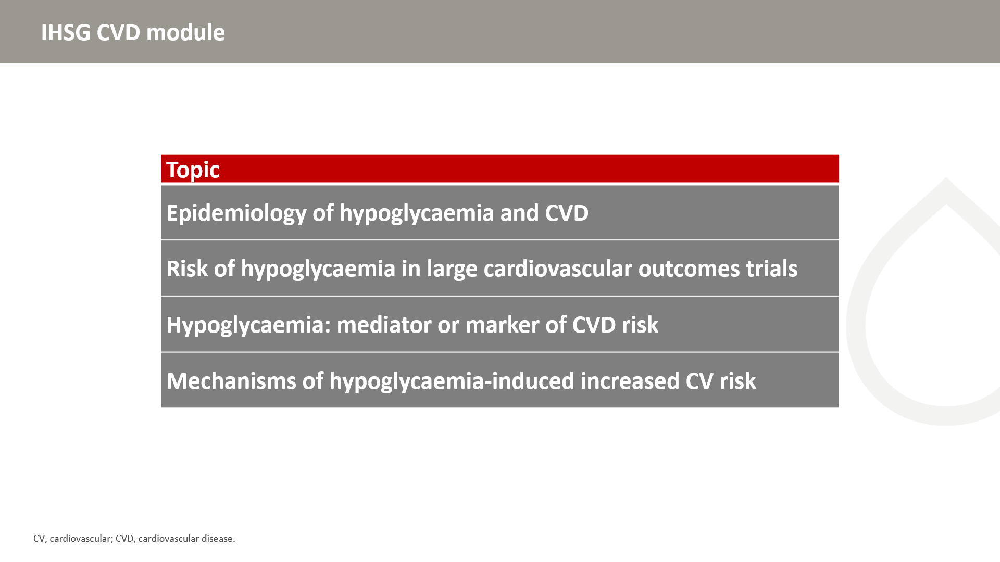 IHSG CVD module
Topic
Epidemiology of hypoglycaemia and CVD
Risk of hypoglycaemia in large cardiovascular outcomes trials
Hypoglycaemia: mediator or marker of CVD risk
Mechanisms of hypoglycaemia-induced increased CV risk
CV, cardiovascular; CVD, cardiovascular disease.